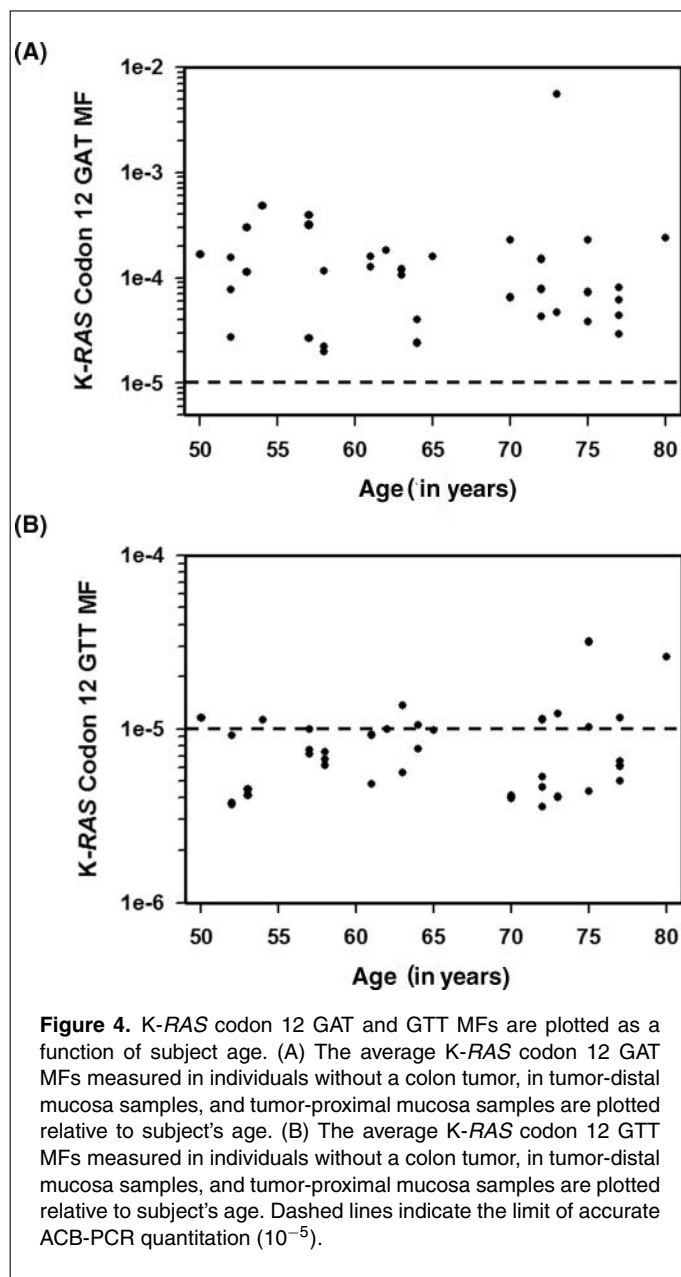 (A)
1e-2
1e-3
1e-4
1e-5
K-RAS Codon 12 GAT MF
50 55 60 65 70 75 80
Age ( in years)
(B)
1e-4
1e-5
1e-6
K-RAS Codon 12 GTT MF
50 55 60 65 70 75 80
Age (in years)
Figure 4. K-RAS codon 12 GAT and GTT MFs are plotted as a
function of subject age. (A) The average K-RAS codon 12 GAT
MFs measured in individuals without a colon tumor, in tumor-distal
mucosa samples, and tumor-proximal mucosa samples are plotted
relative to subject's age. (B) The average K-RAS codon 12 GTT
MFs measured in individuals without a colon tumor, in tumor-distal
mucosa samples, and tumor-proximal mucosa samples are plotted
relative to subject's age. Dashed lines indicate the limit of accurate
ACB-PCR quantitation (10⁻⁵).